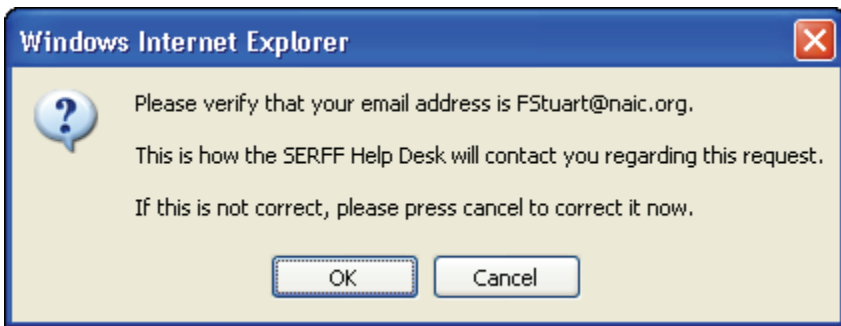 Windows Internet Explorer
Please verify that your email address is FStuart@naic.org.
This is how the SERFF Help Desk will contact you regarding this request.
If this is not correct, please press cancel to correct it now.
OK Cancel